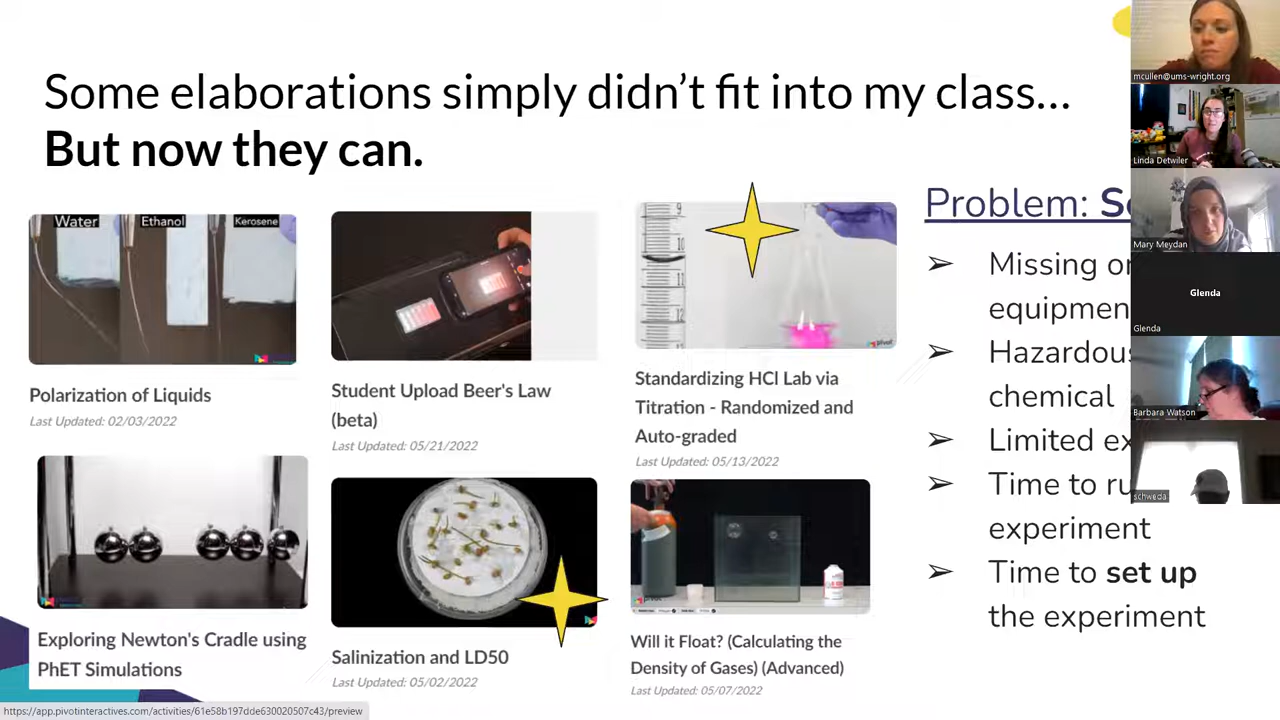 Some elaborations simply didn’t fit into my class...
But now they can.
Water
Ethanol
Kerosene
Polarization of Liquids
Last Updated: 02/03/2022
Student Upload Beer's Law
(beta)
Last Updated: 05/21/2022
Standardizing HCl Lab via
Titration - Randomized and
Auto-graded
Last Updated: 05/13/2022
Exploring Newton's Cradle using
PhET Simulations
Salinization and LD50
Last Updated: 05/02/2022
Will it Float? (Calculating the
Density of Gases) (Advanced)
Last Updated: 05/07/2022
Problem:
➢ Missing
equipmen
➢ Hazardous
chemical
➢ Limited
➢ Time to
experiment
➢ Time to set up
the experiment
mcullen@ums-wright.org
Linda Detwiler
Mary Meydan
Glenda
Glenda
Barbara Watson
schweda
https://app.pivotinteractives.com/activities/61e58b197dde630020507c43/preview